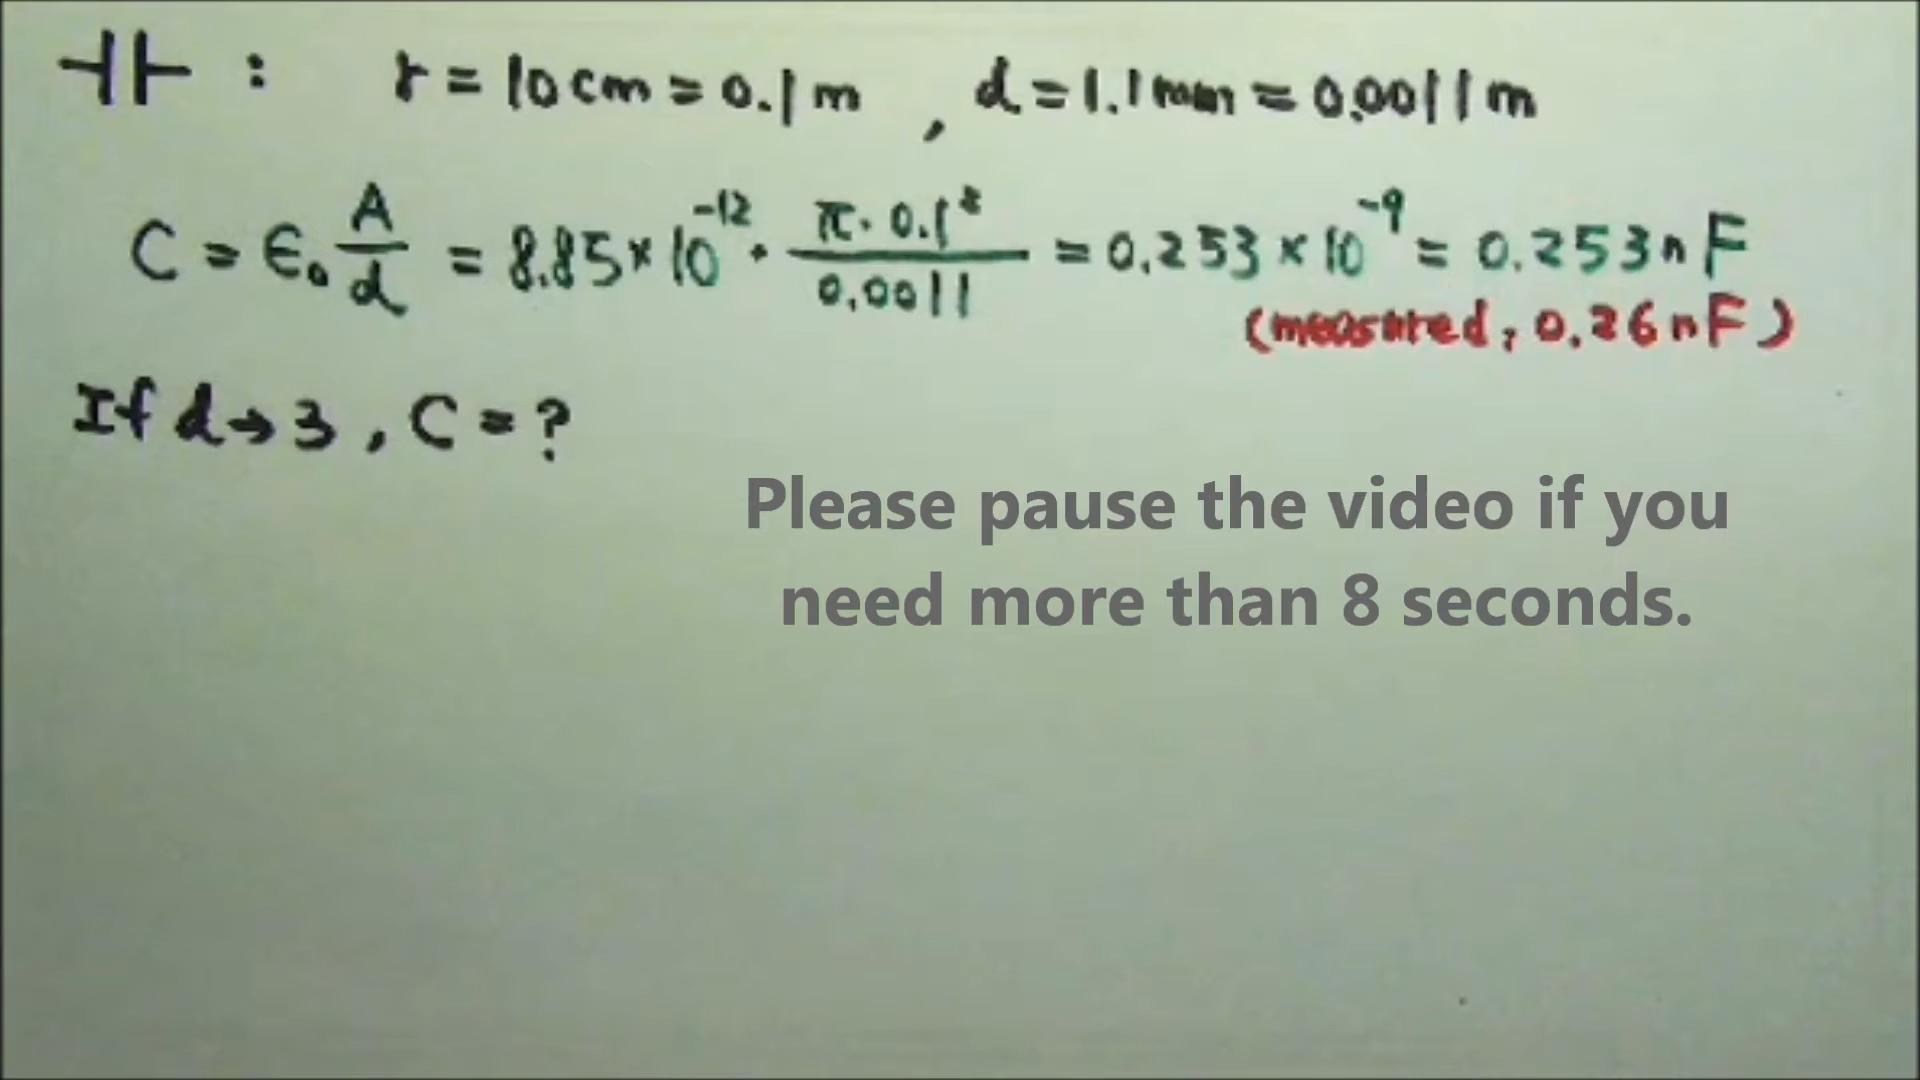 ⊣⊢ : r = 10 cm = 0.1 m , d = 1.1 mm = 0.0011 m
C = ε₀ A/d = 8.85 × 10⁻¹² · π · 0.1² / 0.0011 = 0.253 × 10⁻⁹ = 0.253 n F
(measured, 0.26 n F)
If d → 3 , C = ?
Please pause the video if you
need more than 8 seconds.